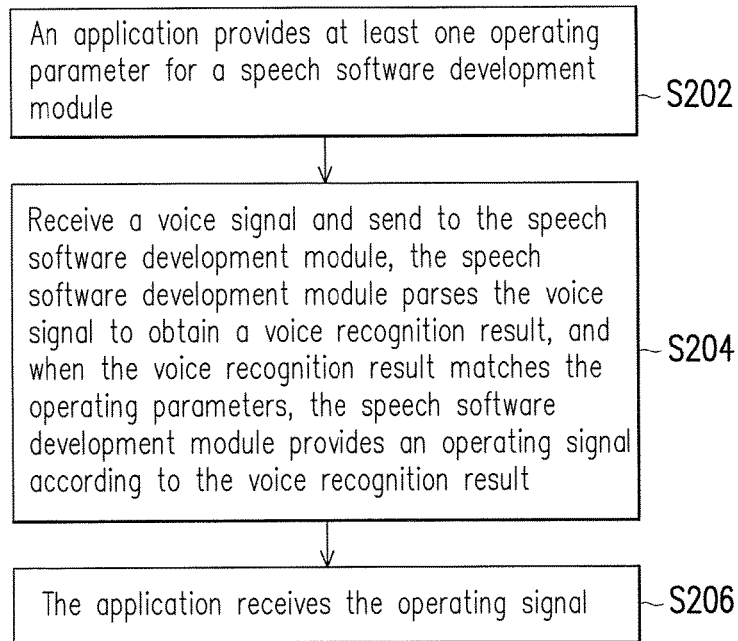 An application provides at least one operating
parameter for a speech software development
module
S202
Receive a voice signal and send to the speech
software development module, the speech
software development module parses the voice
signal to obtain a voice recognition result, and
when the voice recognition result matches the
operating parameters, the speech software
development module provides an operating signal
according to the voice recognition result
S204
The application receives the operating signal
S206